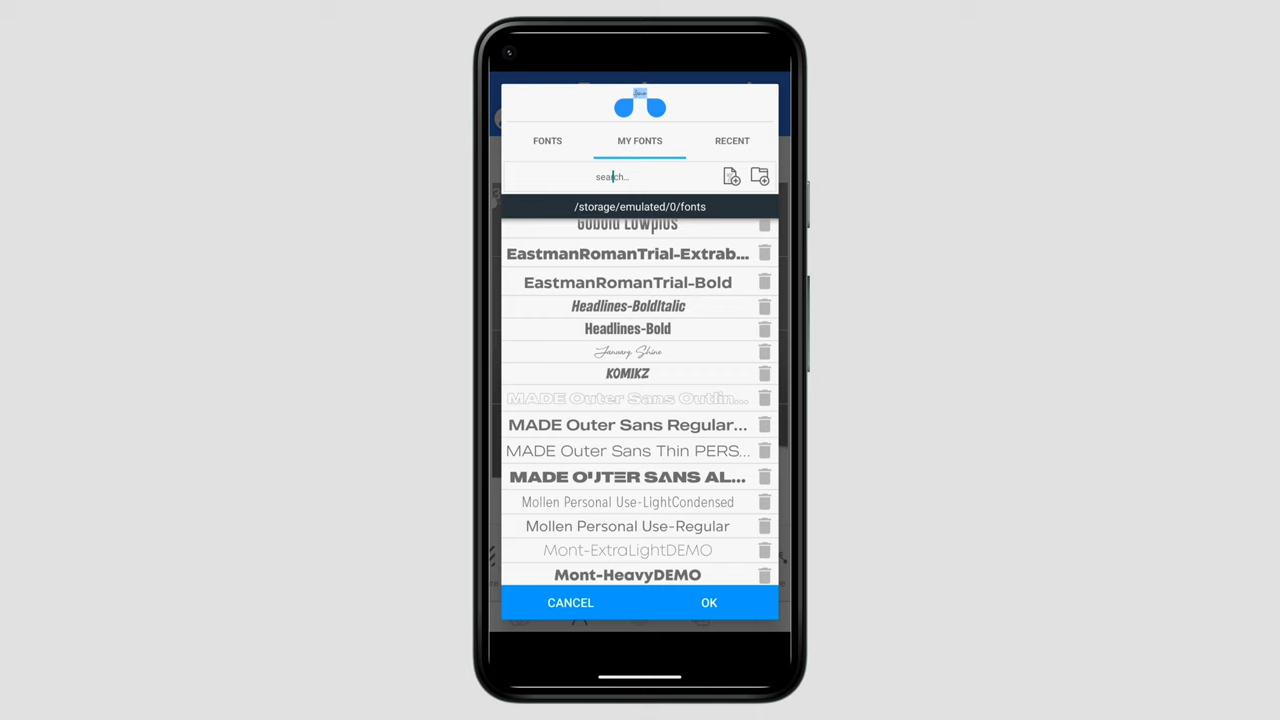 FONTS MY FONTS RECENT
search...
/storage/emulated/0/fonts
Gobold Lowplus
EastmanRomanTrial-Extrab...
EastmanRomanTrial-Bold
Headlines-BoldItalic
Headlines-Bold
January Shine
KOMIKZ
MADE Outer Sans Outlin...
MADE Outer Sans Regular...
MADE Outer Sans Thin PERS...
MADE OUTER SANS AL...
Mollen Personal Use-LightCondensed
Mollen Personal Use-Regular
Mont-ExtraLightDEMO
Mont-HeavyDEMO
CANCEL OK